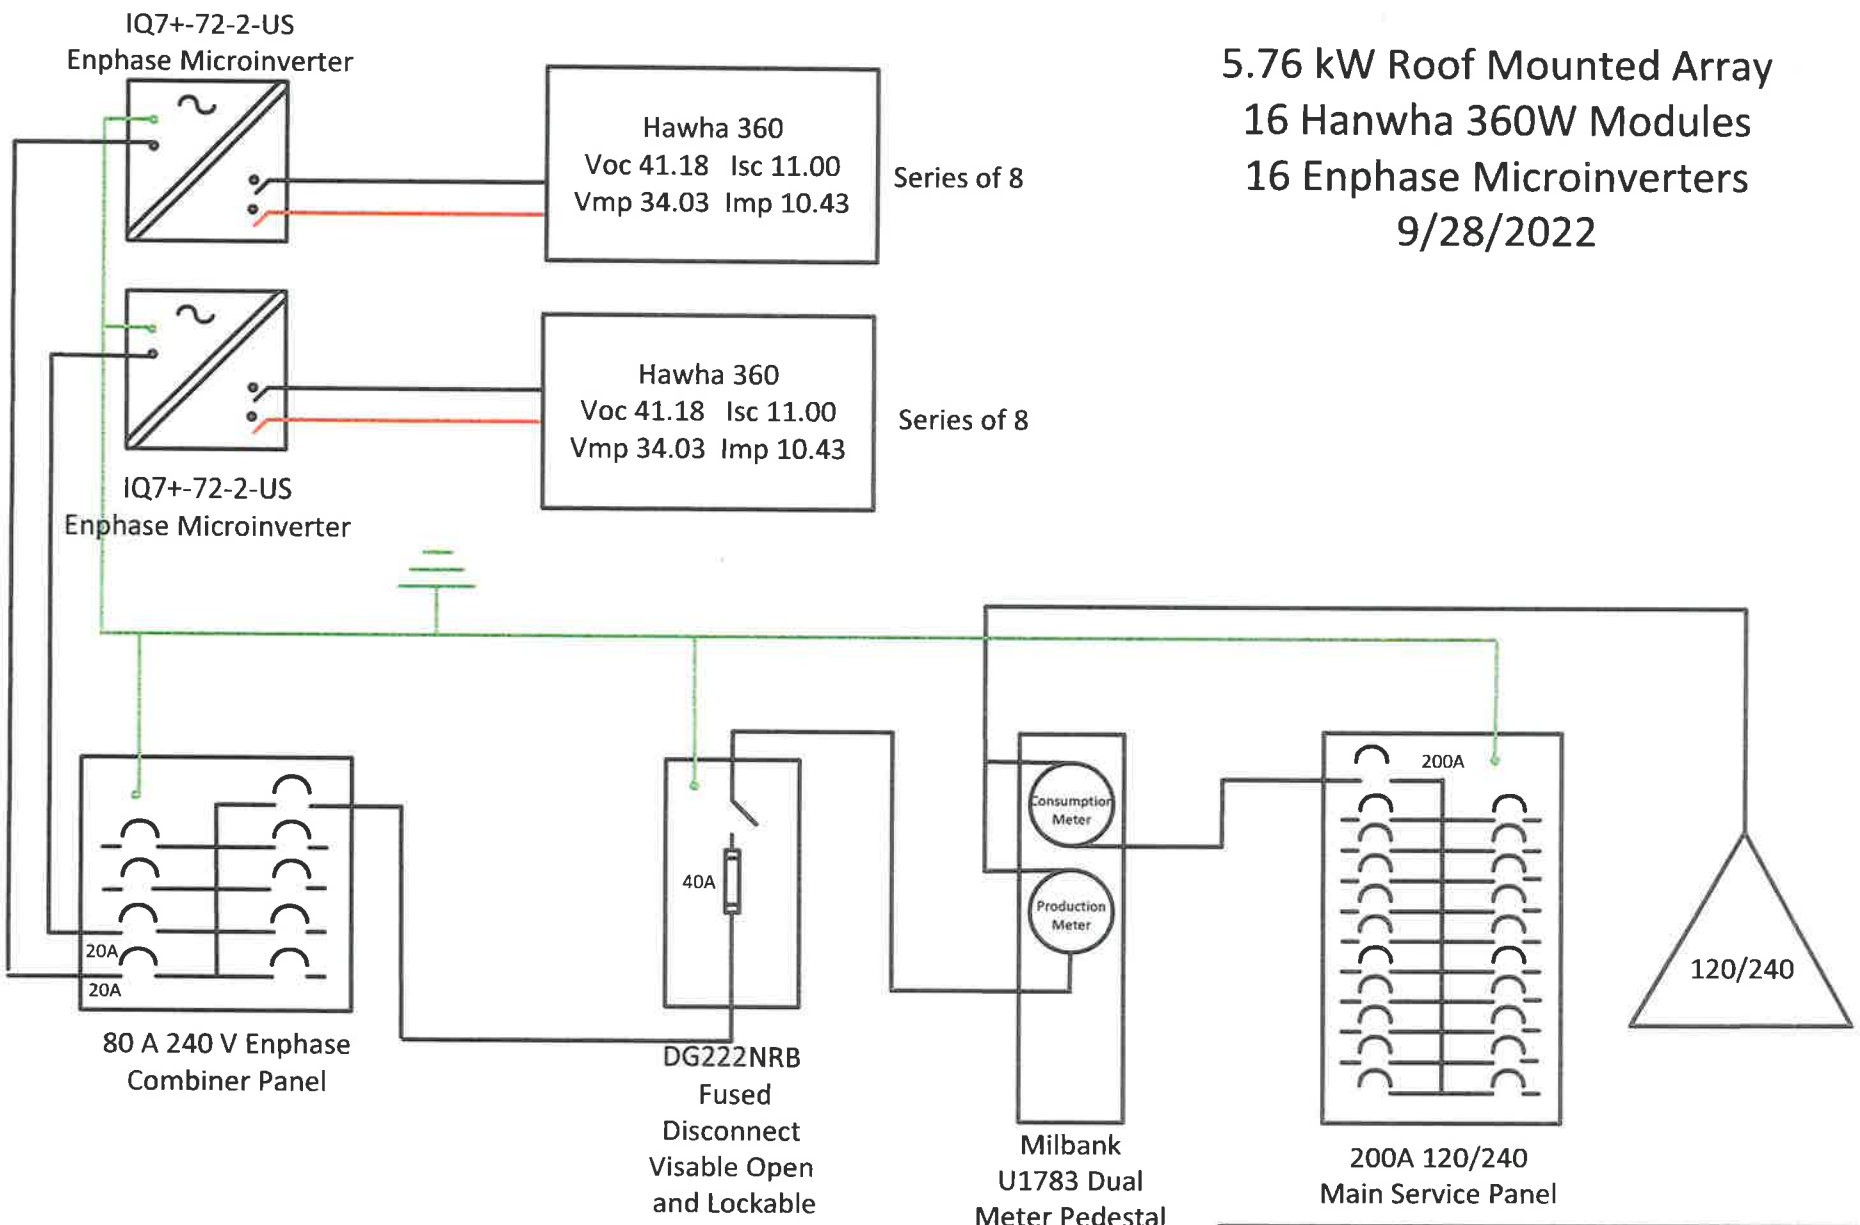 IQ7+-72-2-US
Enphase Microinverter
5.76 kW Roof Mounted Array
16 Hanwha 360W Modules
16 Enphase Microinverters
9/28/2022
Hawha 360
Voc 41.18 Isc 11.00
Vmp 34.03 Imp 10.43
Series of 8
Hawha 360
Voc 41.18 Isc 11.00
Vmp 34.03 Imp 10.43
Series of 8
IQ7+-72-2-US
Enphase Microinverter
20A
20A
80 A 240 V Enphase
Combiner Panel
40A
DG222NRB
Fused
Disconnect
Visable Open
and Lockable
Consumption
Meter
Production
Meter
Milbank
U1783 Dual
Meter Pedestal
200A
200A 120/240
Main Service Panel
120/240